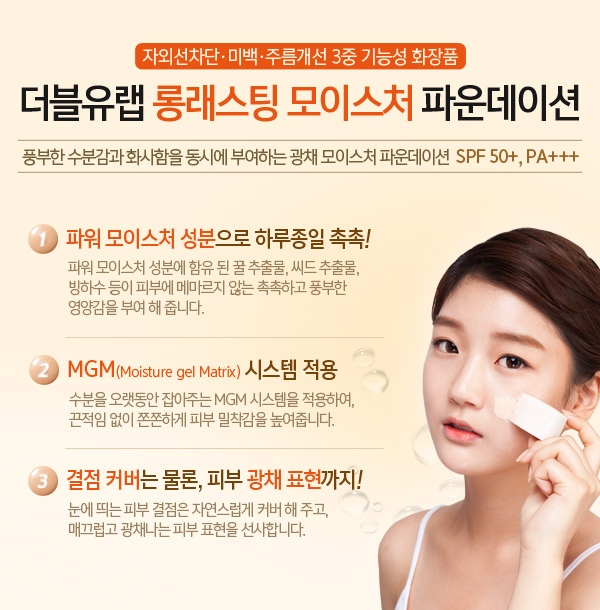 자외선차단·미백·주름개선 3중 기능성 화장품
더블유랩 롱래스팅 모이스처 파운데이션
풍부한 수분감과 화사함을 동시에 부여하는 광채 모이스처 파운데이션 SPF 50+, PA+++
1 파워 모이스처 성분으로 하루종일 촉촉!
파워 모이스처 성분에 함유 된 꿀 추출물, 씨드 추출물,
빙하수 등이 피부에 메마르지 않는 촉촉하고 풍부한
영양감을 부여 해 줍니다.
2 MGM(Moisture gel Matrix) 시스템 적용
수분을 오랫동안 잡아주는 MGM 시스템을 적용하여,
끈적임 없이 쫀쫀하게 피부 밀착감을 높여줍니다.
3 결점 커버는 물론, 피부 광채 표현까지!
눈에 띄는 피부 결점은 자연스럽게 커버 해 주고,
매끄럽고 광채나는 피부 표현을 선사합니다.